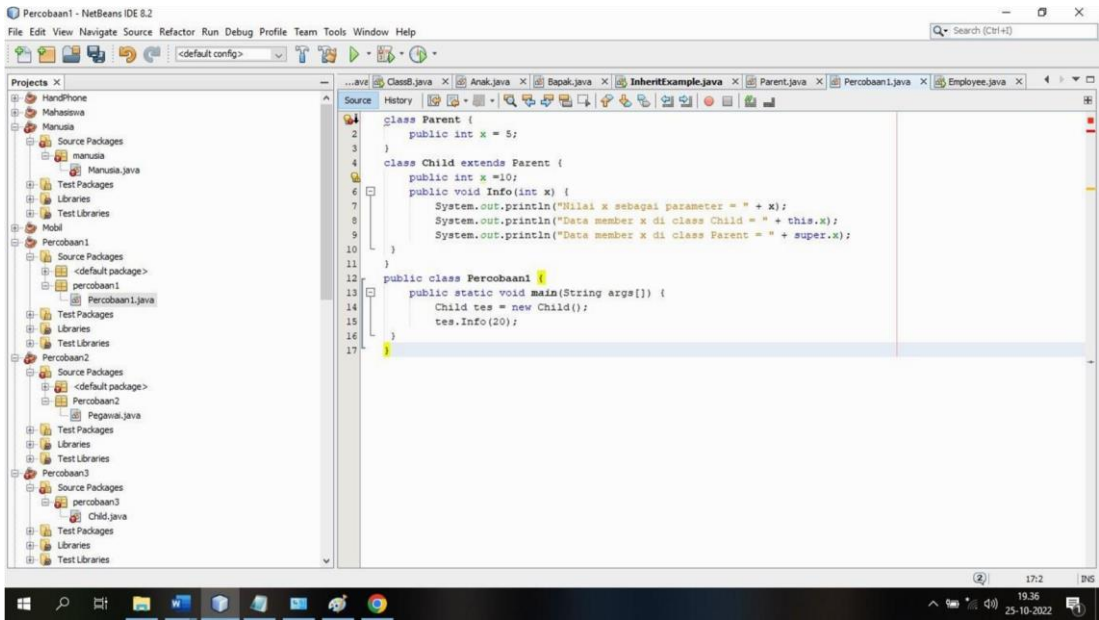 Percobaan1 - NetBeans IDE 8.2
File Edit View Navigate Source Refactor Run Debug Profile Team Tools Window Help
Search (Ctrl+I)
<default config>
Projects
...ava ClassB.java Anak.java Bapak.java InheritExample.java Parent.java Percobaan1.java Employee.java
Source History
HandPhone
Mahasiswa
Manusia
Source Packages
manusia
Manusia.java
Test Packages
Libraries
Test Libraries
Mobil
Percobaan1
Source Packages
<default package>
percobaan1
Percobaan1.java
Test Packages
Libraries
Test Libraries
Percobaan2
Source Packages
<default package>
Percobaan2
Pegawai.java
Test Packages
Libraries
Test Libraries
Percobaan3
Source Packages
percobaan3
Child.java
Test Packages
Libraries
Test Libraries
class Parent {
2 public int x = 5;
3 }
4 class Child extends Parent {
public int x =10;
6 public void Info(int x) {
7 System.out.println("Nilai x sebagai parameter = " + x);
8 System.out.println("Data member x di class Child = " + this.x);
9 System.out.println("Data member x di class Parent = " + super.x);
10 }
11 }
12 public class Percobaan1 {
13 public static void main(String args[]) {
14 Child tes = new Child();
15 tes.Info(20);
16 }
17 }
2 17:2 INS
19.36
25-10-2022